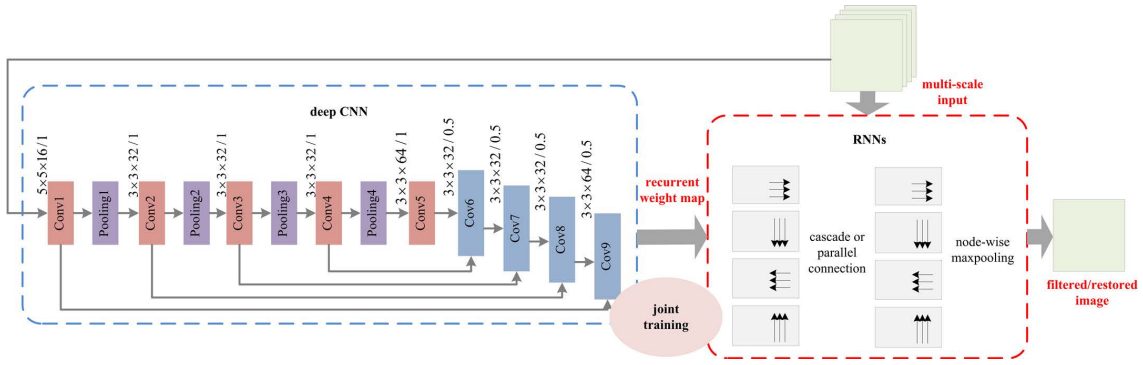 multi-scale
input
deep CNN
5×5×16/1
3×3×32/1
3×3×32/1
3×3×32/1
3×3×64/1
3×3×32/0.5
3×3×32/0.5
3×3×32/0.5
3×3×64/0.5
Conv1
Pooling1
Conv2
Pooling2
Conv3
Pooling3
Conv4
Pooling4
Conv5
Cov6
Cov7
Cov8
Cov9
recurrent
weight map
joint
training
RNNs
cascade or
parallel
connection
node-wise
maxpooling
filtered/restored
image